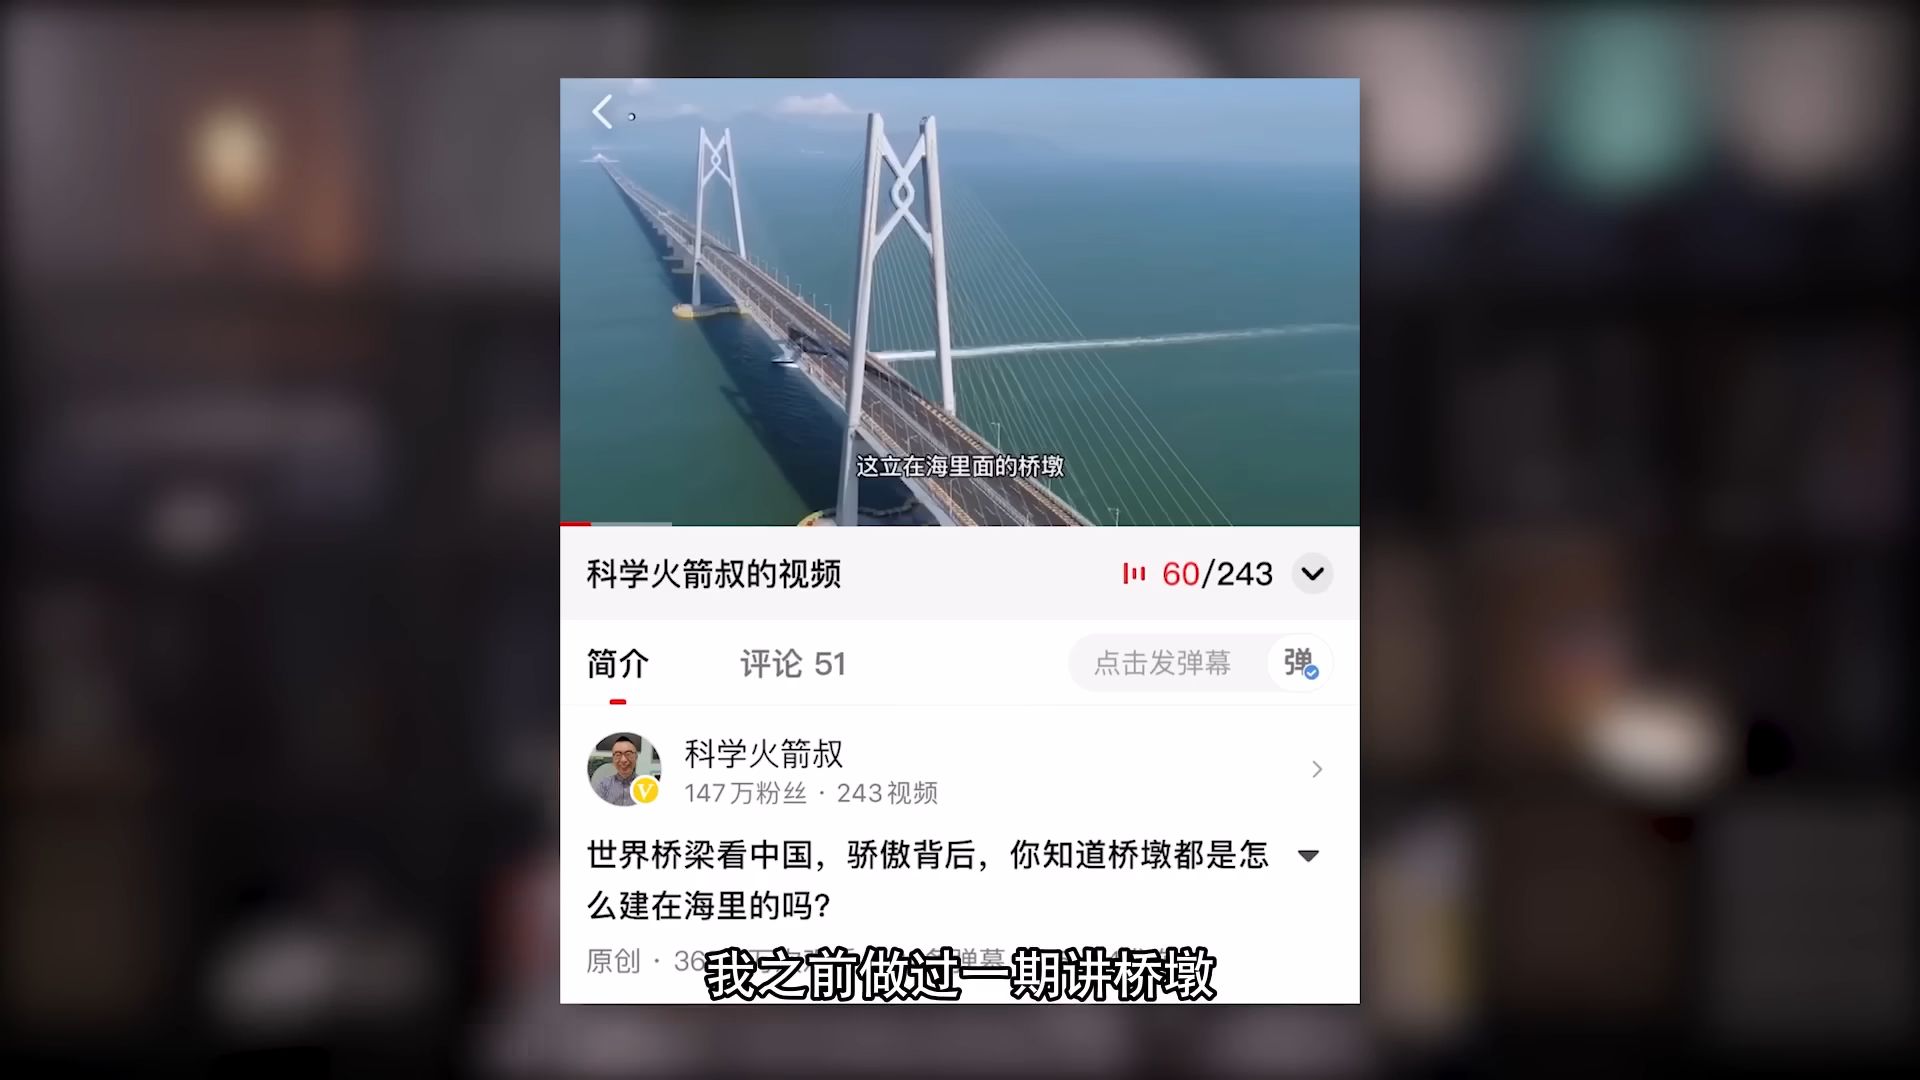 这立在海里面的桥墩
科学火箭叔的视频
60/243
简介
评论 51
点击发弹幕
弹
科学火箭叔
V
147万粉丝 · 243视频
世界桥梁看中国，骄傲背后，你知道桥墩都是怎
么建在海里的吗?
原创 · 36
我之前做过一期讲桥墩